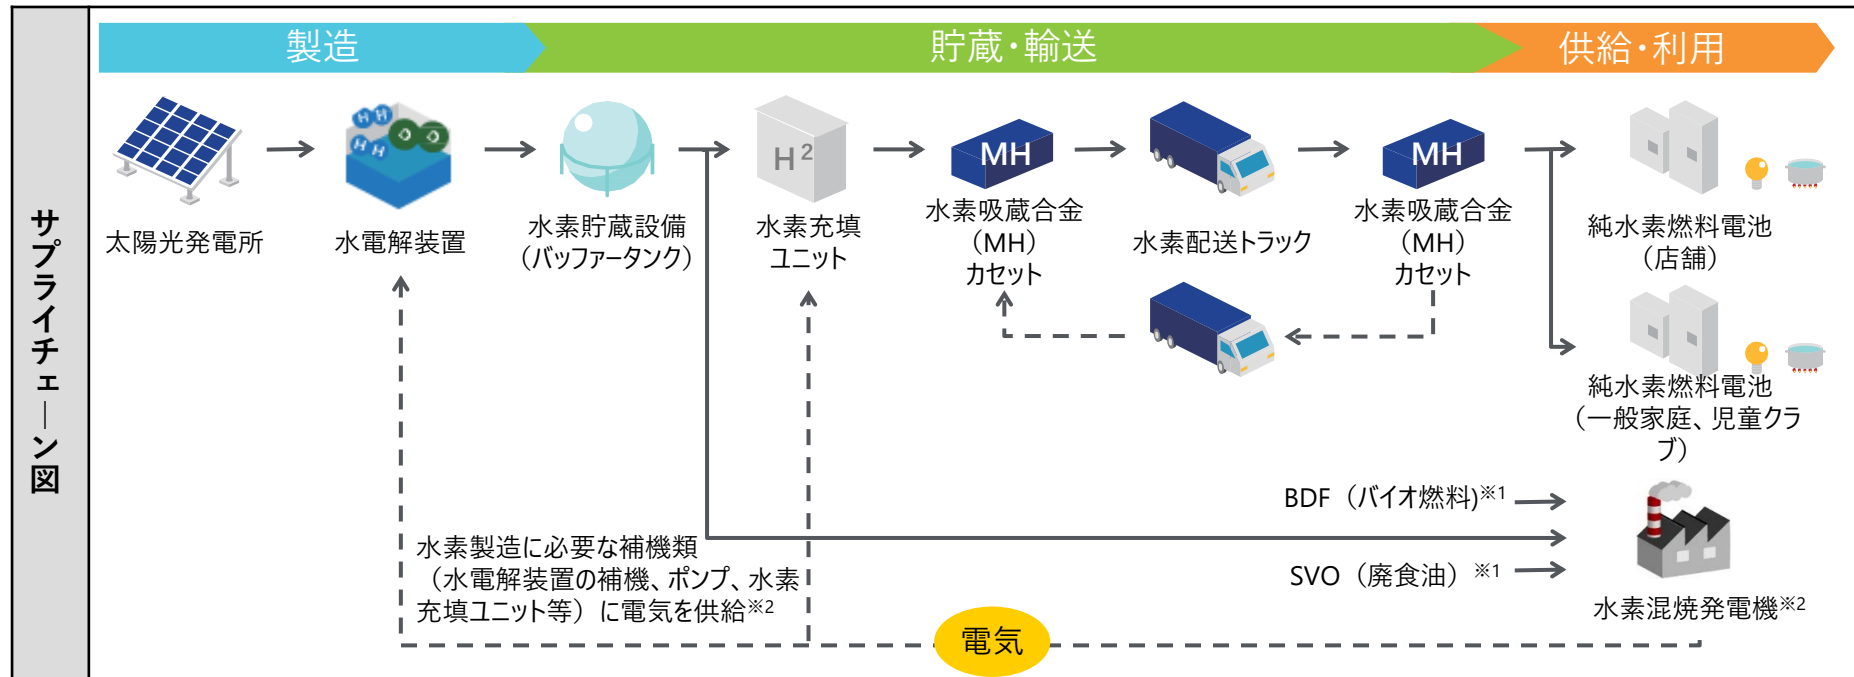 サプライチェーン図
製造
貯蔵・輸送
供給・利用
H H
H H
O O
H²
MH
MH
太陽光発電所
水電解装置
水素貯蔵設備
（バッファータンク）
水素充填
ユニット
水素吸蔵合金
（MH）
カセット
水素配送トラック
水素吸蔵合金
（MH）
カセット
純水素燃料電池
（店舗）
純水素燃料電池
（一般家庭、児童クラ
ブ）
BDF（バイオ燃料)※1
SVO（廃食油）※1
水素混焼発電機※2
水素製造に必要な補機類
（水電解装置の補機、ポンプ、水素
充填ユニット等）に電気を供給※2
電気